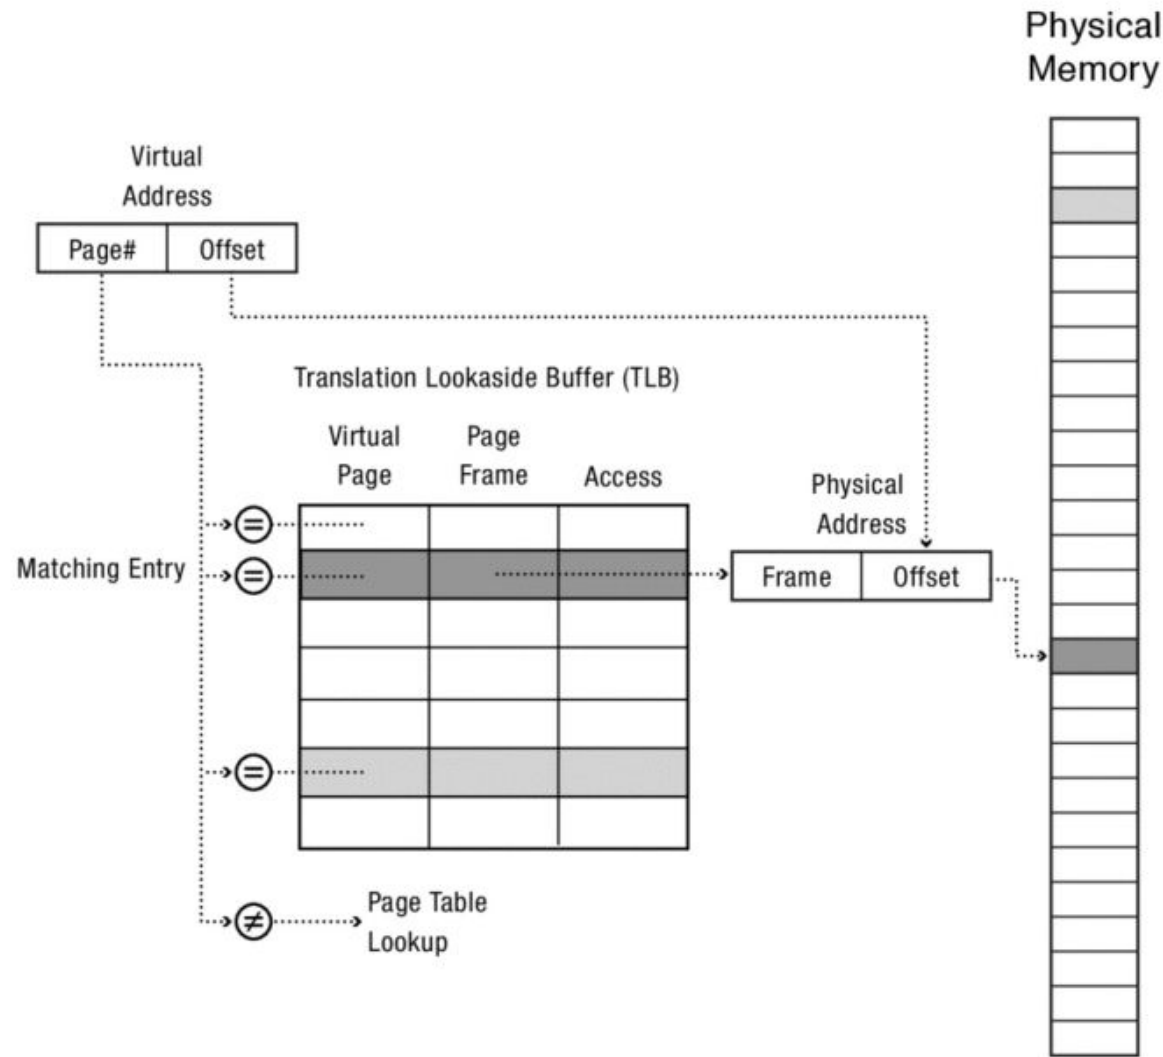 Physical
Memory
Virtual
Address
Page#
Offset
Translation Lookaside Buffer (TLB)
Virtual
Page
Page
Frame
Access
Physical
Address
=
Matching Entry
=
Frame
Offset
=
≠
Page Table
Lookup